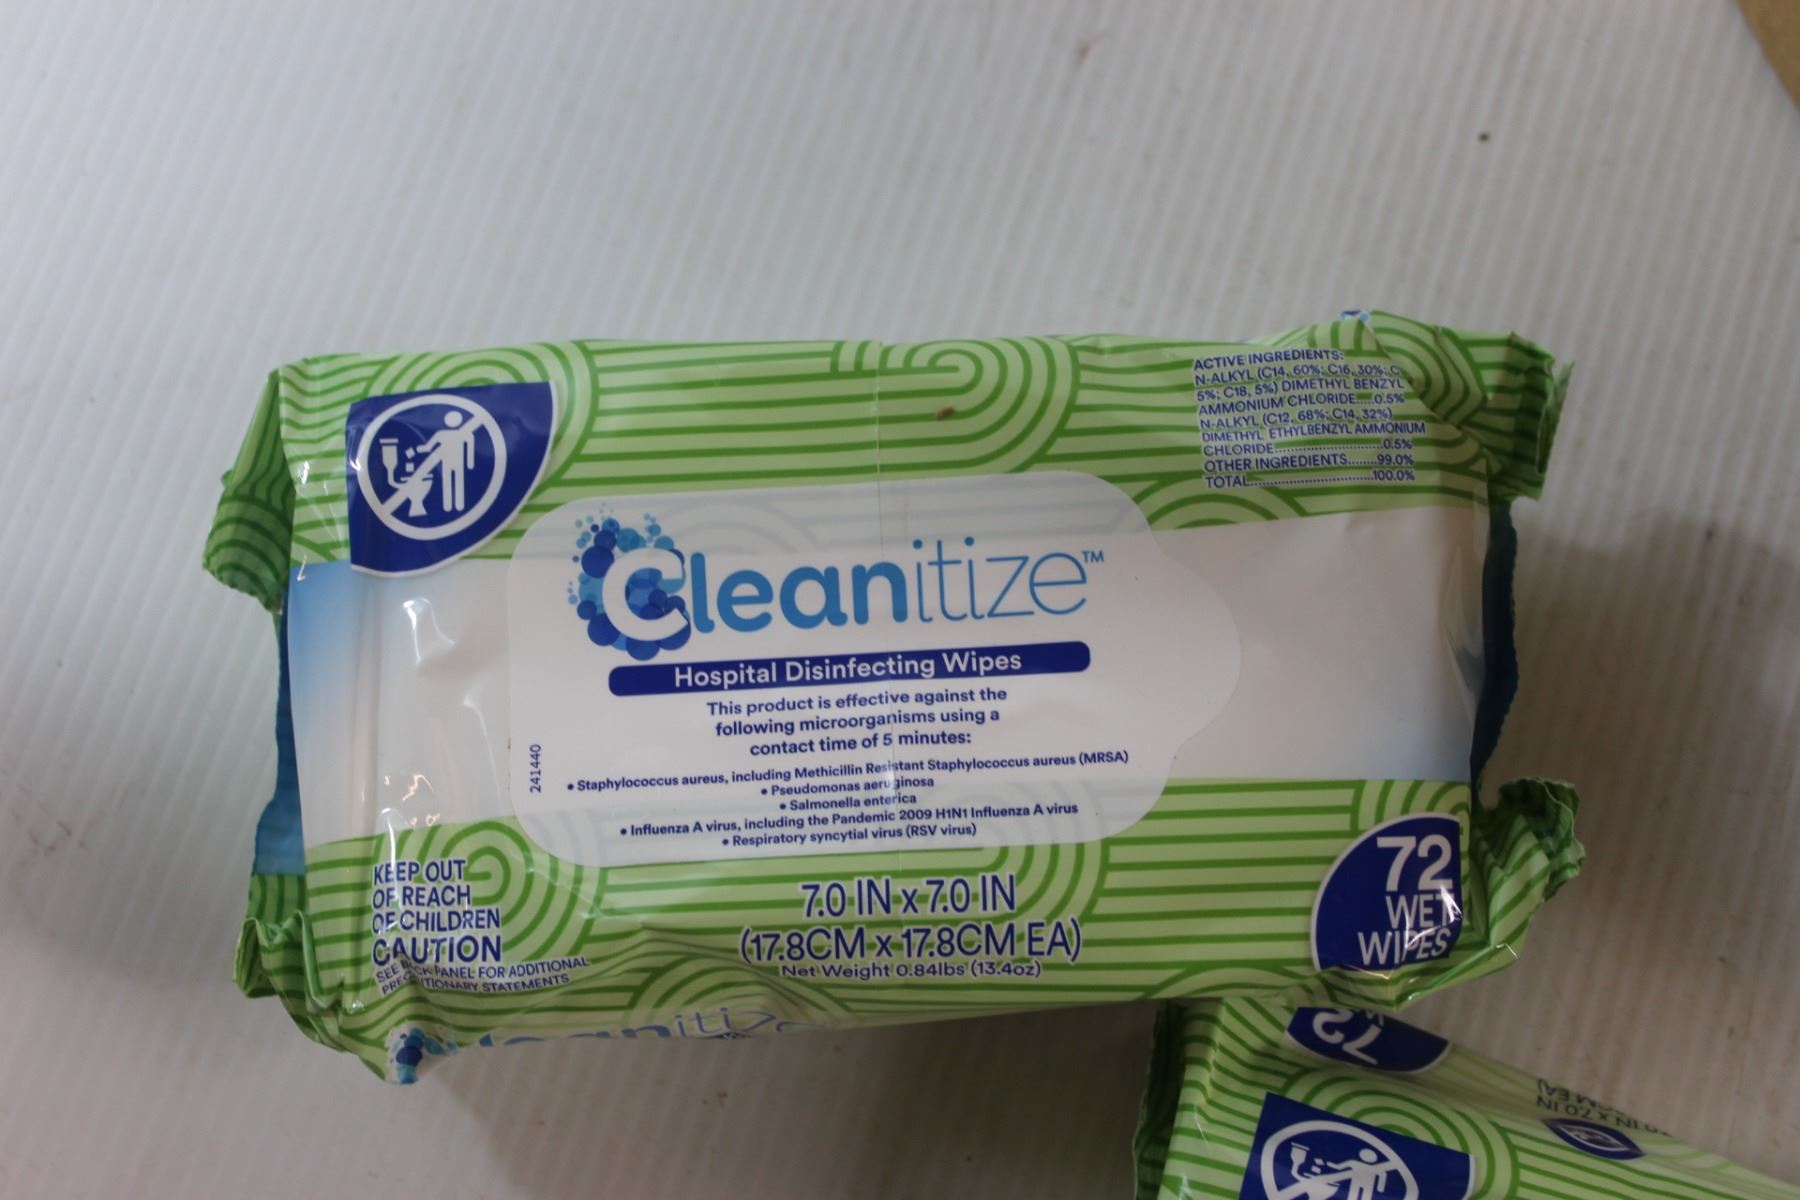 ACTIVE INGREDIENTS:
N-ALKYL (C14, 60%; C16, 30%; C
5%; C18, 5%) DIMETHYL BENZYL
AMMONIUM CHLORIDE.....0.5%
N-ALKYL (C12, 68%; C14, 32%)
DIMETHYL ETHYLBENZYL AMMONIUM
CHLORIDE..........................0.5%
OTHER INGREDIENTS.......99.0%
TOTAL..............................100.0%
Cleanitize™
Hospital Disinfecting Wipes
This product is effective against the
following microorganisms using a
contact time of 5 minutes:
• Staphylococcus aureus, including Methicillin Resistant Staphylococcus aureus (MRSA)
• Pseudomonas aeruginosa
• Salmonella enterica
• Influenza A virus, including the Pandemic 2009 H1N1 Influenza A virus
• Respiratory syncytial virus (RSV virus)
241440
KEEP OUT
OF REACH
OF CHILDREN
CAUTION
SEE BACK PANEL FOR ADDITIONAL
PRECAUTIONARY STATEMENTS
7.0 IN x 7.0 IN
(17.8CM x 17.8CM EA)
Net Weight 0.84lbs (13.4oz)
72
WET
WIPES
72